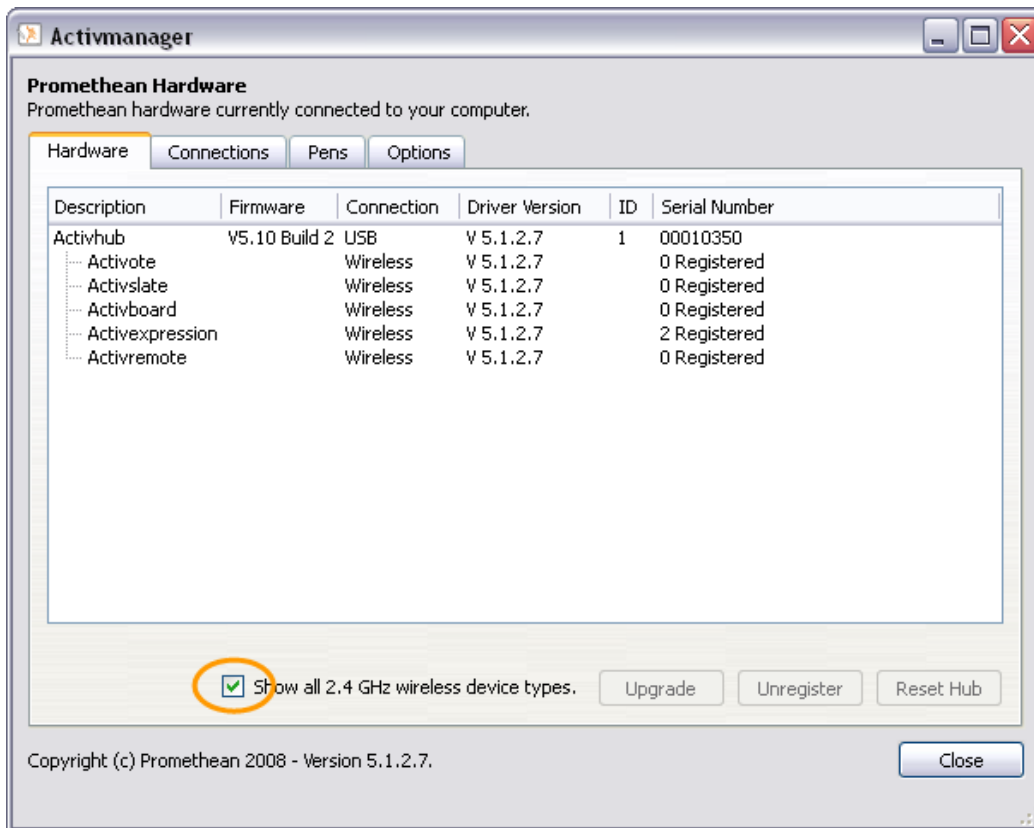 Activmanager
Promethean Hardware
Promethean hardware currently connected to your computer.
Hardware Connections Pens Options
Description Firmware Connection Driver Version ID Serial Number
Activhub V5.10 Build 2 USB V 5.1.2.7 1 00010350
Activote Wireless V 5.1.2.7 0 Registered
Activslate Wireless V 5.1.2.7 0 Registered
Activboard Wireless V 5.1.2.7 0 Registered
Activexpression Wireless V 5.1.2.7 2 Registered
Activremote Wireless V 5.1.2.7 0 Registered
Show all 2.4 GHz wireless device types. Upgrade Unregister Reset Hub
Copyright (c) Promethean 2008 - Version 5.1.2.7. Close